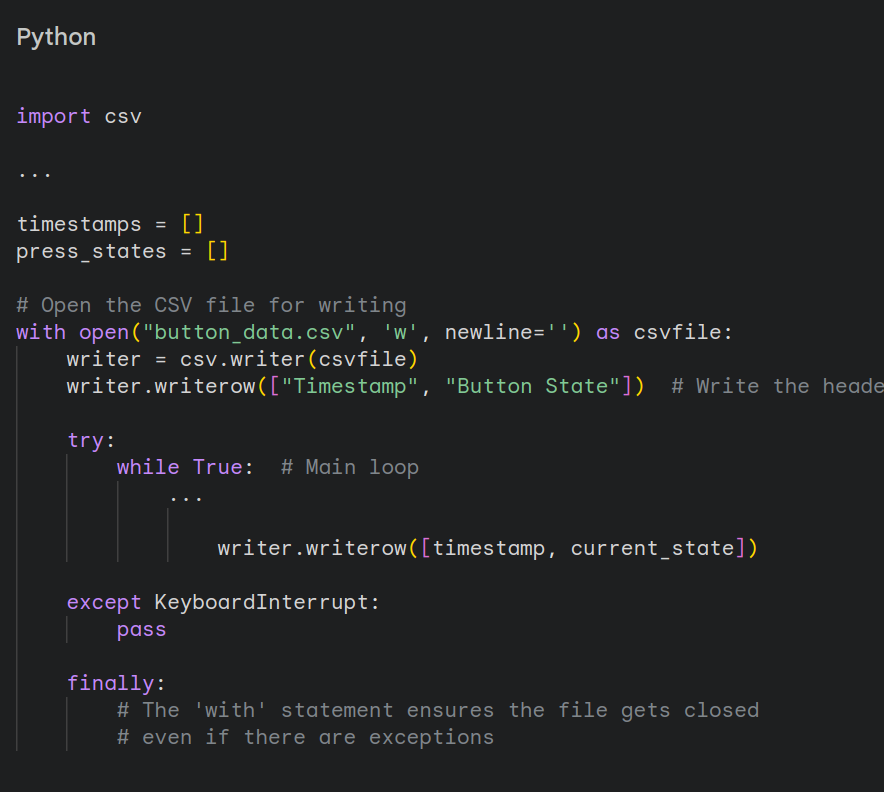 Python
import csv
...
timestamps = []
press_states = []
# Open the CSV file for writing
with open("button_data.csv", 'w', newline='') as csvfile:
    writer = csv.writer(csvfile)
    writer.writerow(["Timestamp", "Button State"])  # Write the heade
    try:
        while True:  # Main loop
            ...
                writer.writerow([timestamp, current_state])
    except KeyboardInterrupt:
        pass
    finally:
        # The 'with' statement ensures the file gets closed
        # even if there are exceptions